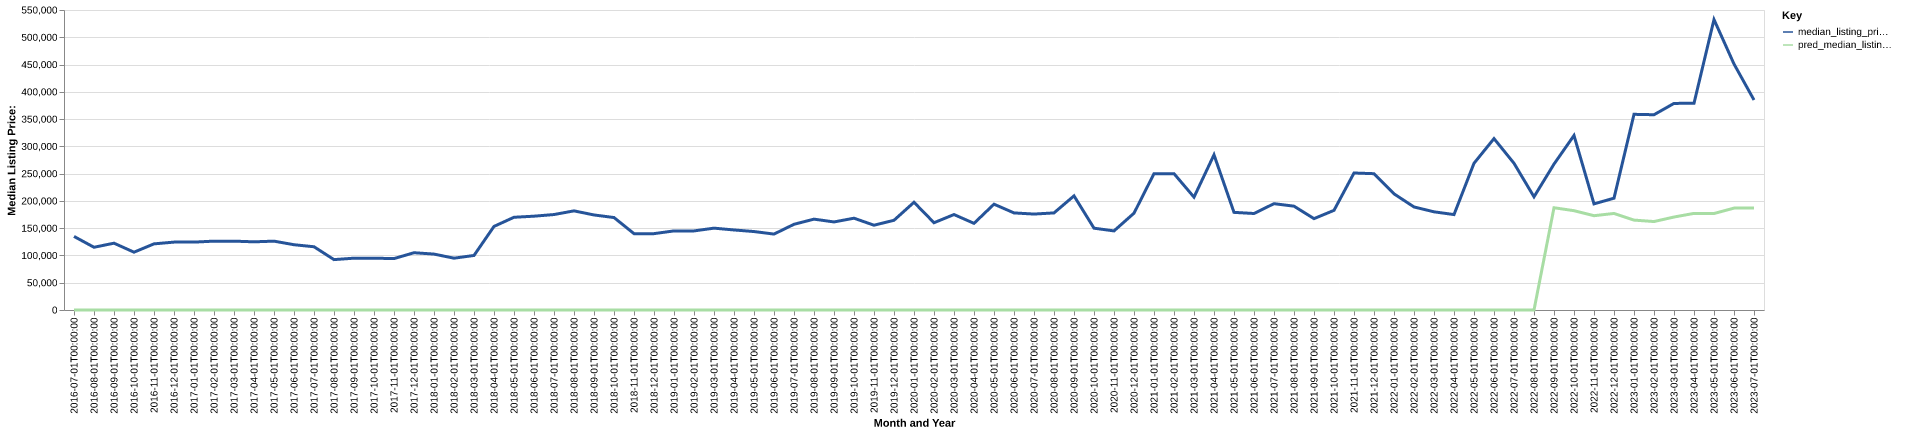 550,000
500,000
450,000
400,000
350,000
300,000
250,000
200,000
150,000
100,000
50,000
0
Median Listing Price:
2016-07-01T00:00:00
2016-08-01T00:00:00
2016-09-01T00:00:00
2016-10-01T00:00:00
2016-11-01T00:00:00
2016-12-01T00:00:00
2017-01-01T00:00:00
2017-02-01T00:00:00
2017-03-01T00:00:00
2017-04-01T00:00:00
2017-05-01T00:00:00
2017-06-01T00:00:00
2017-07-01T00:00:00
2017-08-01T00:00:00
2017-09-01T00:00:00
2017-10-01T00:00:00
2017-11-01T00:00:00
2017-12-01T00:00:00
2018-01-01T00:00:00
2018-02-01T00:00:00
2018-03-01T00:00:00
2018-04-01T00:00:00
2018-05-01T00:00:00
2018-06-01T00:00:00
2018-07-01T00:00:00
2018-08-01T00:00:00
2018-09-01T00:00:00
2018-10-01T00:00:00
2018-11-01T00:00:00
2018-12-01T00:00:00
2019-01-01T00:00:00
2019-02-01T00:00:00
2019-03-01T00:00:00
2019-04-01T00:00:00
2019-05-01T00:00:00
2019-06-01T00:00:00
2019-07-01T00:00:00
2019-08-01T00:00:00
2019-09-01T00:00:00
2019-10-01T00:00:00
2019-11-01T00:00:00
2019-12-01T00:00:00
2020-01-01T00:00:00
2020-02-01T00:00:00
2020-03-01T00:00:00
2020-04-01T00:00:00
2020-05-01T00:00:00
2020-06-01T00:00:00
2020-07-01T00:00:00
2020-08-01T00:00:00
2020-09-01T00:00:00
2020-10-01T00:00:00
2020-11-01T00:00:00
2020-12-01T00:00:00
2021-01-01T00:00:00
2021-02-01T00:00:00
2021-03-01T00:00:00
2021-04-01T00:00:00
2021-05-01T00:00:00
2021-06-01T00:00:00
2021-07-01T00:00:00
2021-08-01T00:00:00
2021-09-01T00:00:00
2021-10-01T00:00:00
2021-11-01T00:00:00
2021-12-01T00:00:00
2022-01-01T00:00:00
2022-02-01T00:00:00
2022-03-01T00:00:00
2022-04-01T00:00:00
2022-05-01T00:00:00
2022-06-01T00:00:00
2022-07-01T00:00:00
2022-08-01T00:00:00
2022-09-01T00:00:00
2022-10-01T00:00:00
2022-11-01T00:00:00
2022-12-01T00:00:00
2023-01-01T00:00:00
2023-02-01T00:00:00
2023-03-01T00:00:00
2023-04-01T00:00:00
2023-05-01T00:00:00
2023-06-01T00:00:00
2023-07-01T00:00:00
Month and Year
Key
median_listing_pri…
pred_median_listin…